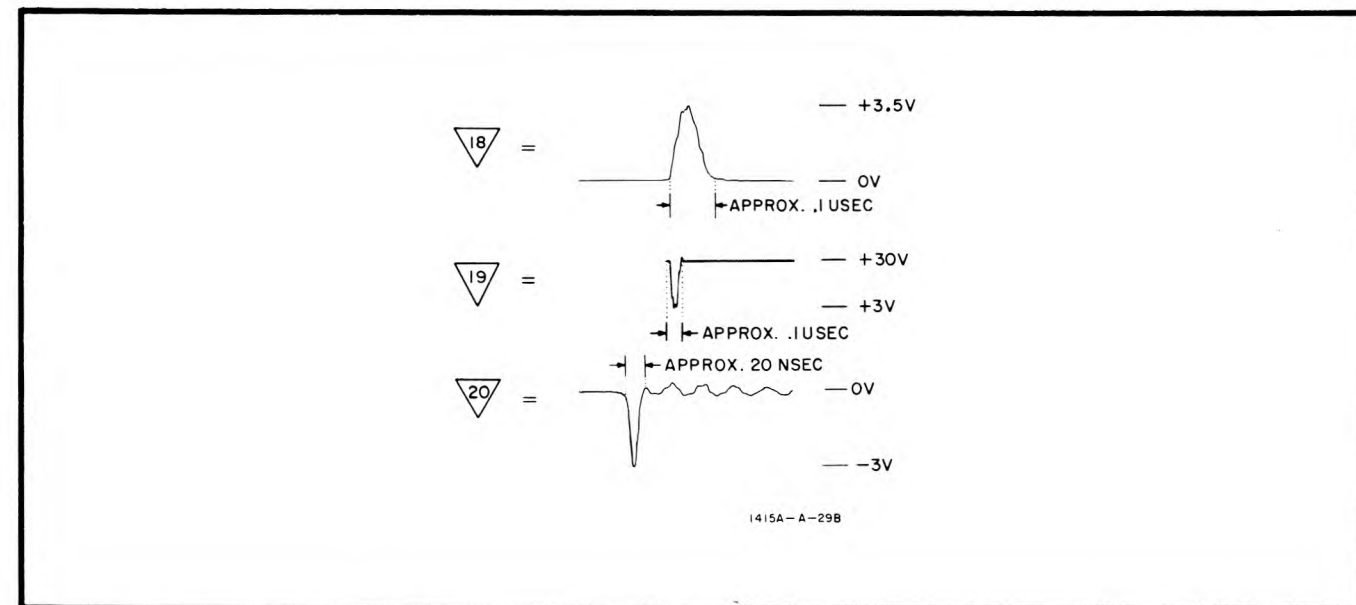 +3.5V
18 =
0V
APPROX. .1 USEC
+30V
19 =
+3V
APPROX. .1 USEC
APPROX. 20 NSEC
20 =
0V
-3V
1415A-A-29B